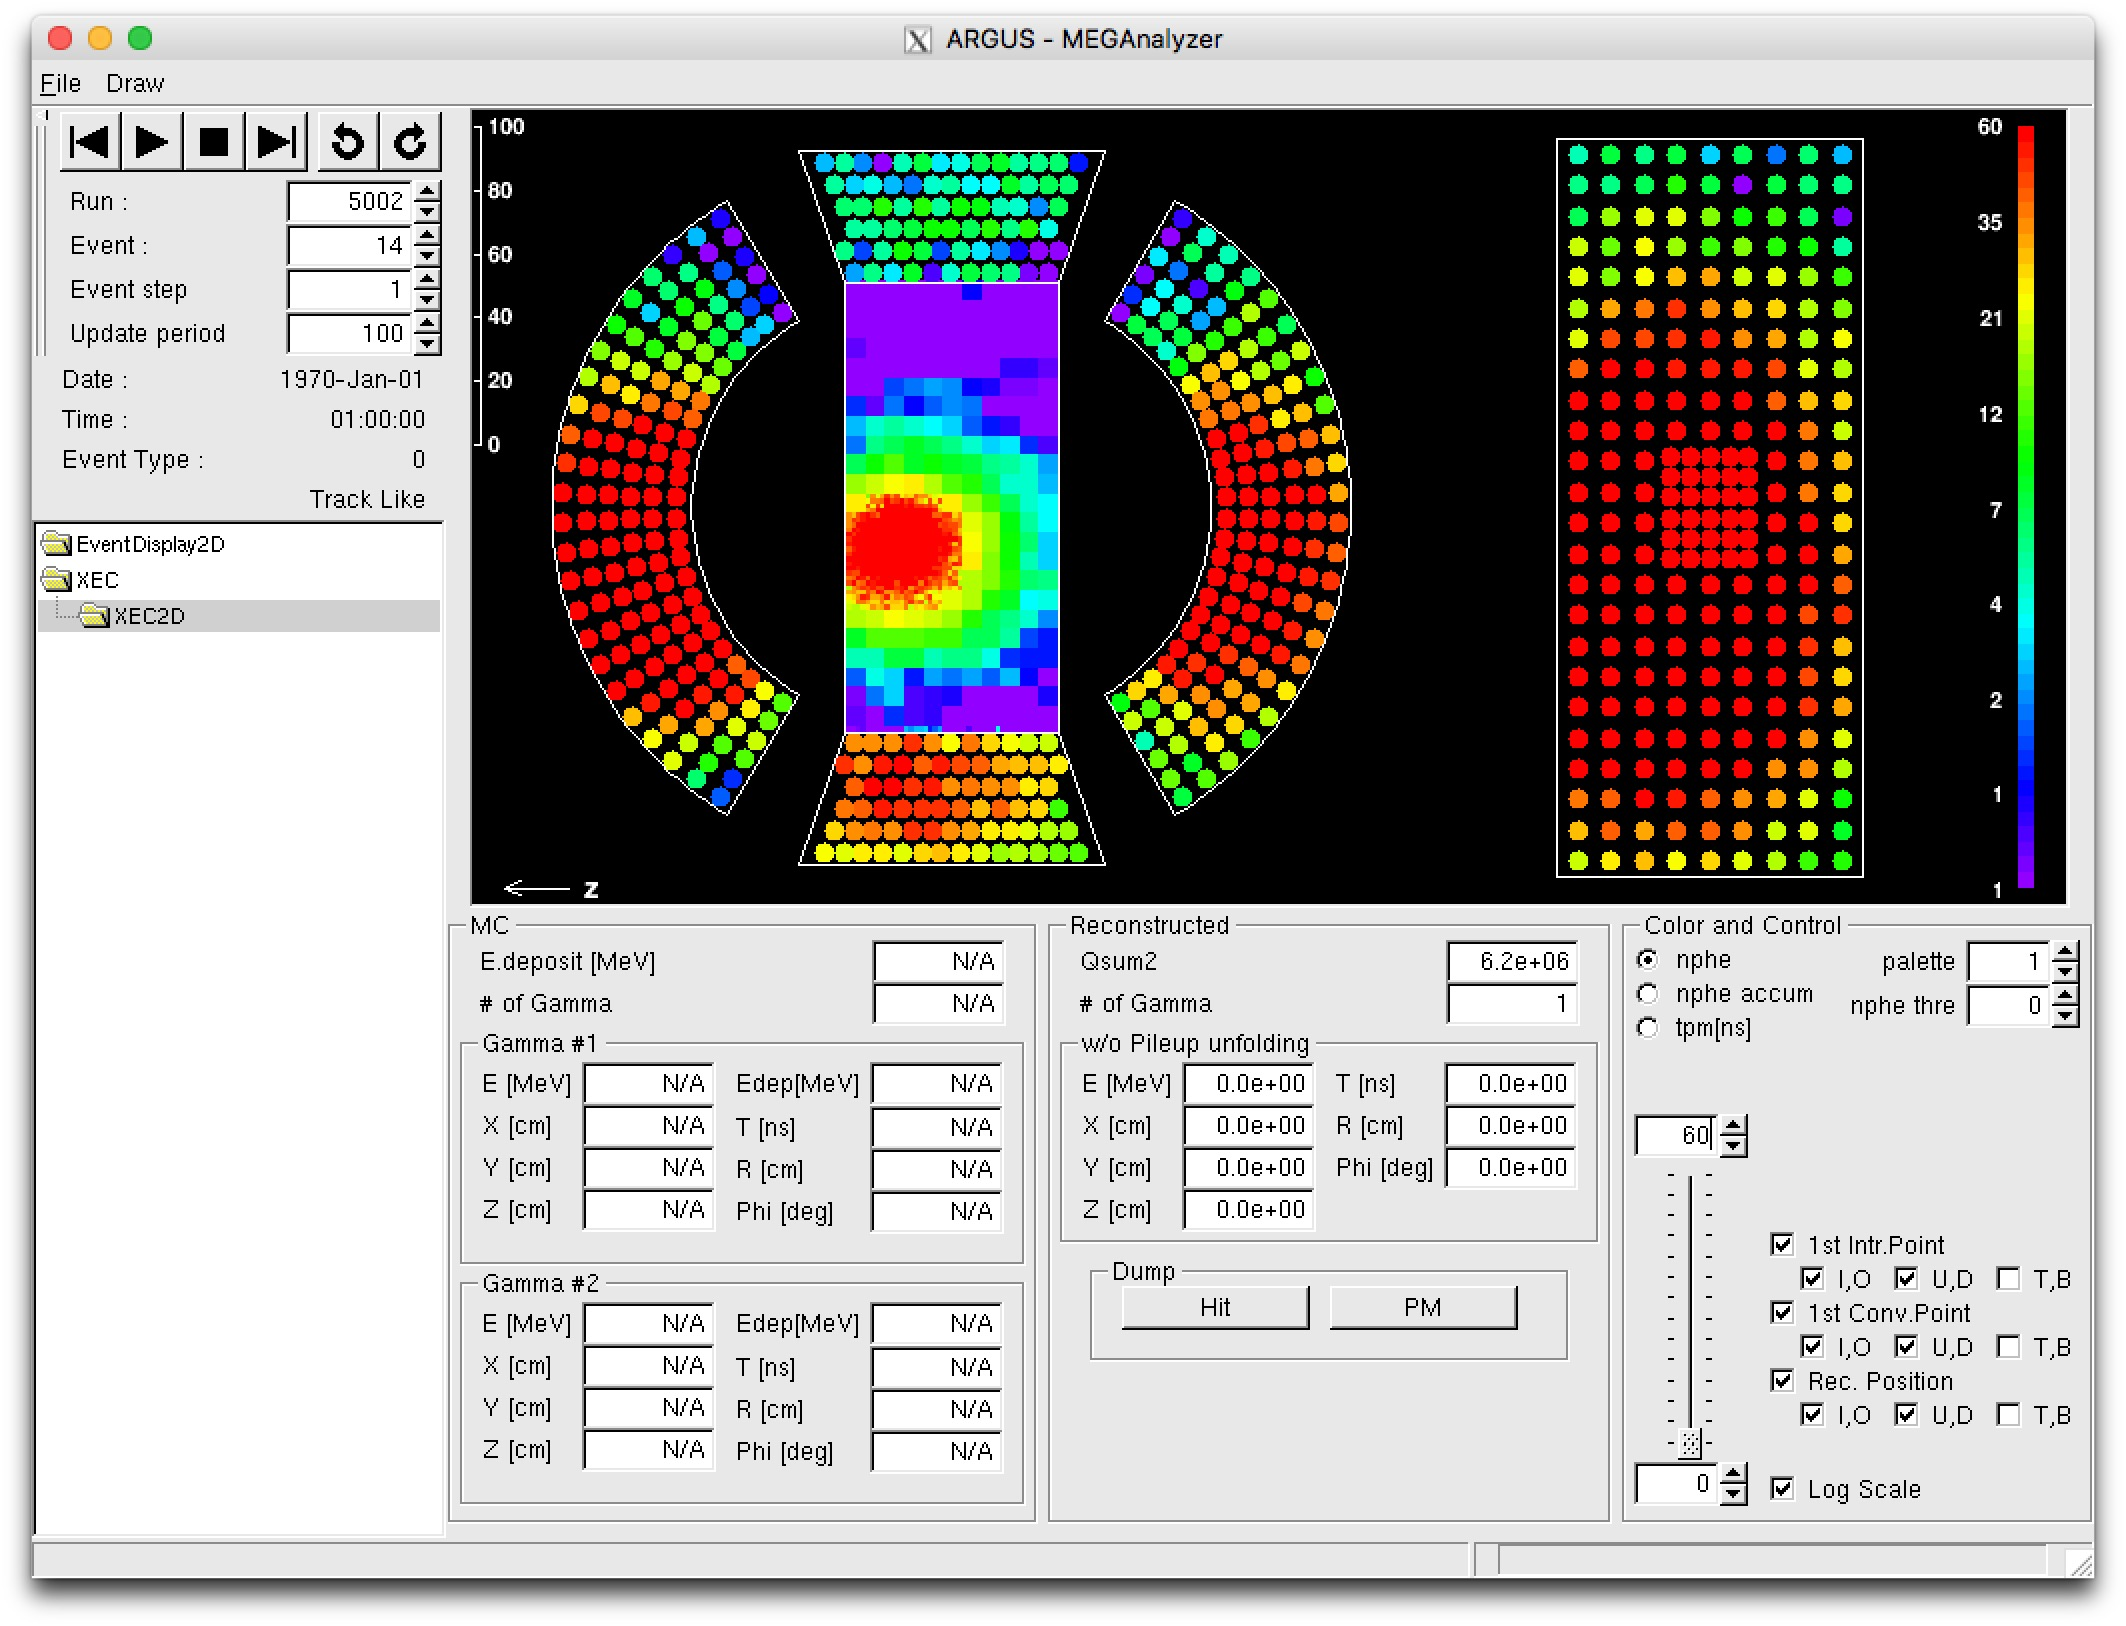 ARGUS - MEGAnalyzer
File Draw
Run : 5002
Event : 14
Event step 1
Update period 100
Date : 1970-Jan-01
Time : 01:00:00
Event Type : 0
Track Like
EventDisplay2D
XEC
XEC2D
100
80
60
40
20
0
Z
60
35
21
12
7
4
2
1
1
MC
E.deposit [MeV] N/A
# of Gamma N/A
Gamma #1
E [MeV] N/A Edep[MeV] N/A
X [cm] N/A T [ns] N/A
Y [cm] N/A R [cm] N/A
Z [cm] N/A Phi [deg] N/A
Gamma #2
E [MeV] N/A Edep[MeV] N/A
X [cm] N/A T [ns] N/A
Y [cm] N/A R [cm] N/A
Z [cm] N/A Phi [deg] N/A
Reconstructed
Qsum2 6.2e+06
# of Gamma 1
w/o Pileup unfolding
E [MeV] 0.0e+00 T [ns] 0.0e+00
X [cm] 0.0e+00 R [cm] 0.0e+00
Y [cm] 0.0e+00 Phi [deg] 0.0e+00
Z [cm] 0.0e+00
Dump
Hit PM
Color and Control
nphe palette 1
nphe accum nphe thre 0
tpm[ns]
60
1st Intr.Point
I,O U,D T,B
1st Conv.Point
I,O U,D T,B
Rec. Position
I,O U,D T,B
0 Log Scale